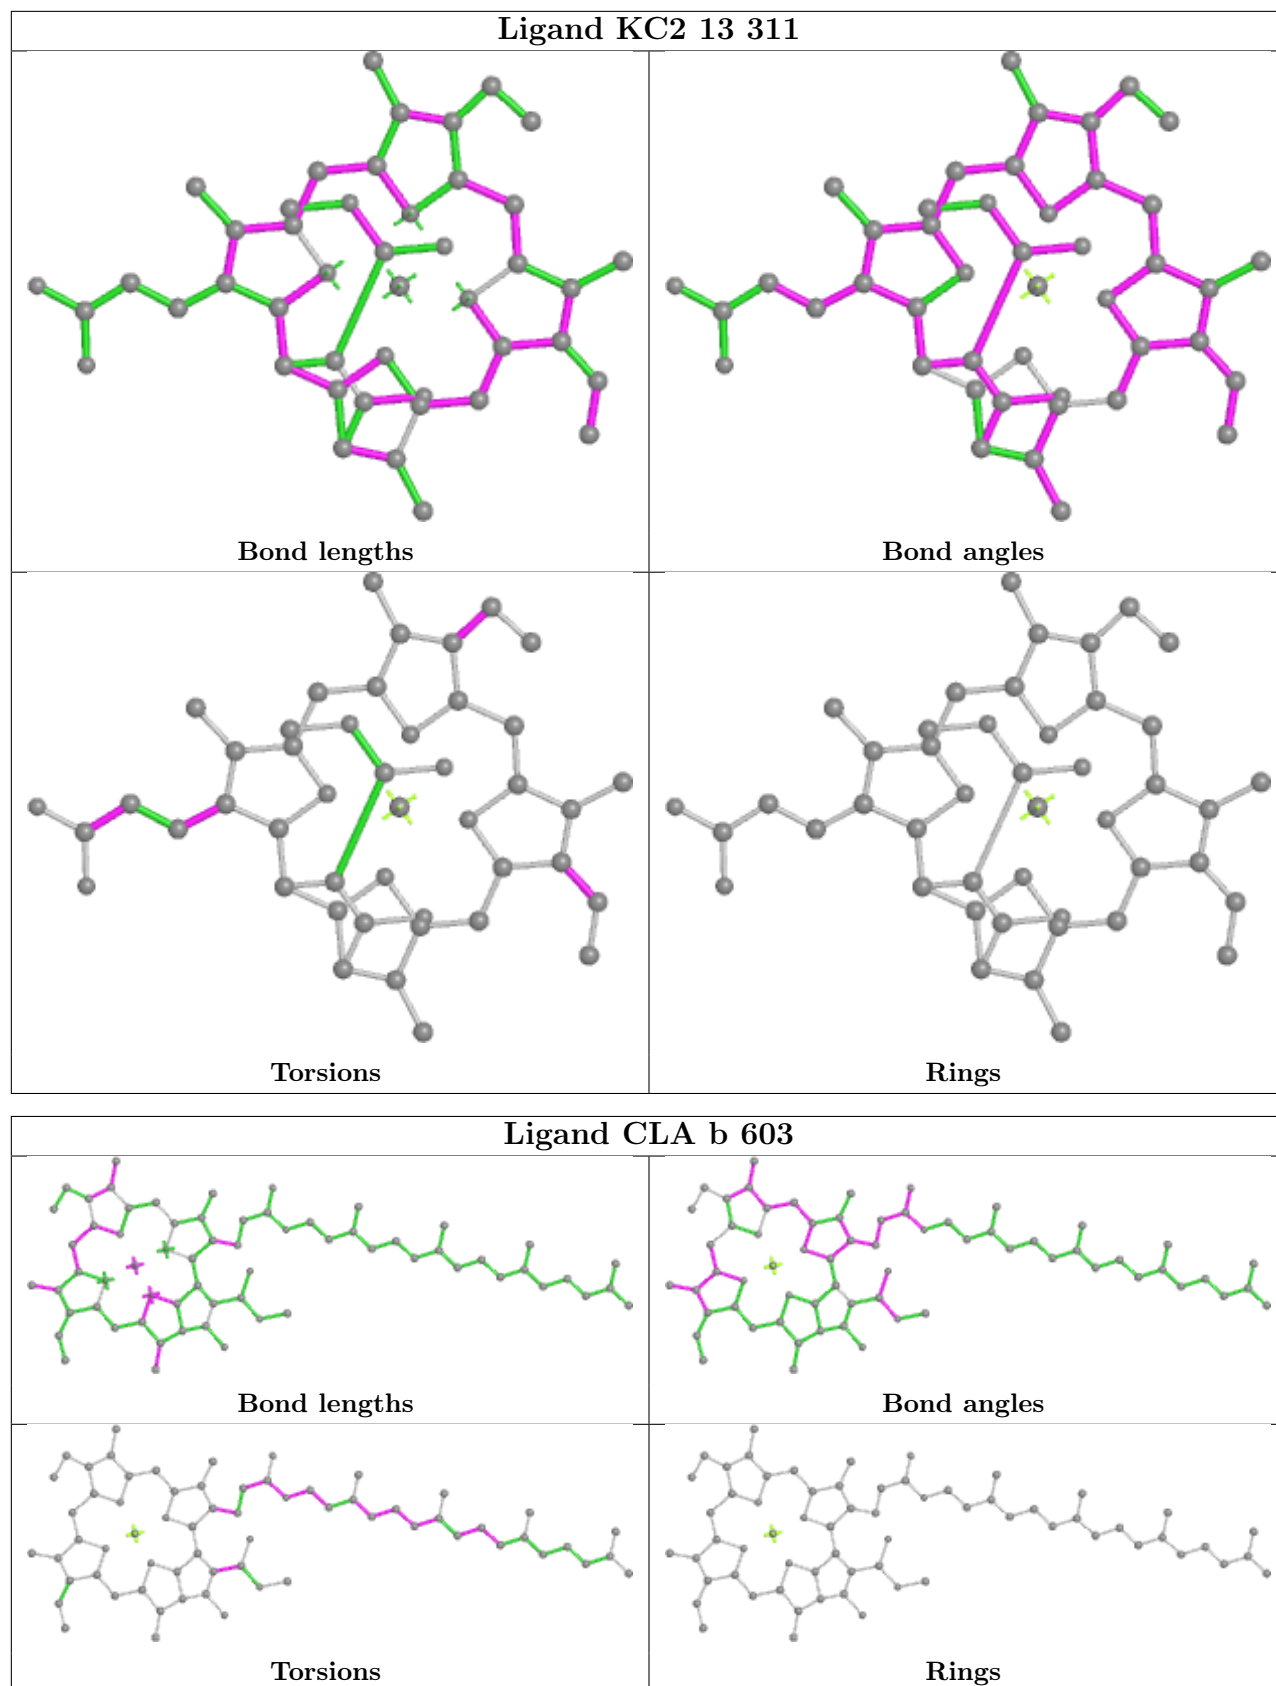 Ligand KC2 13 311
Bond lengths
Bond angles
Torsions
Rings
Ligand CLA b 603
Bond lengths
Bond angles
Torsions
Rings